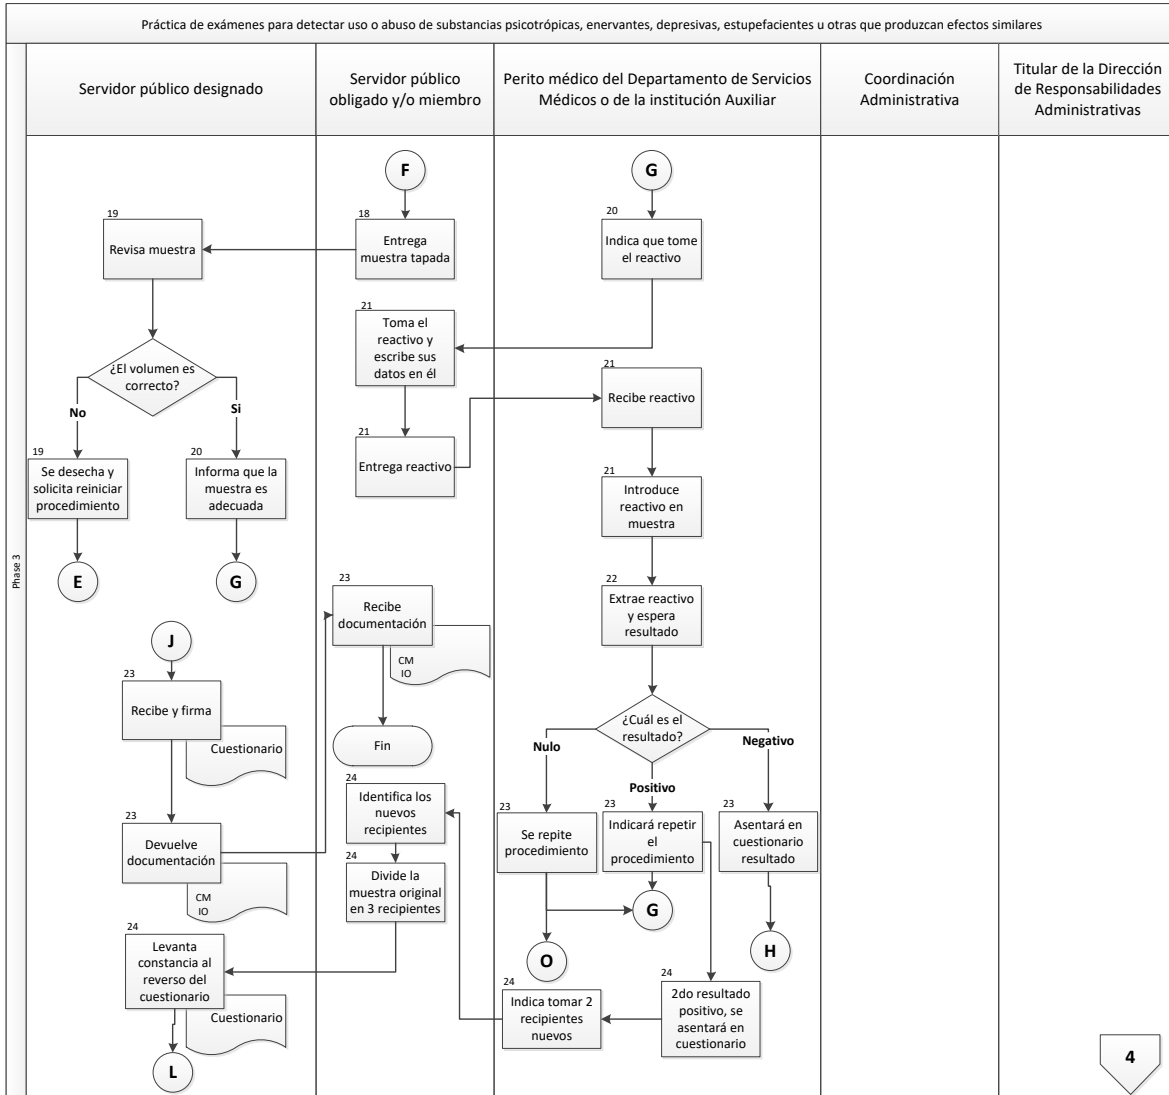 Práctica de exámenes para detectar uso o abuso de substancias psicotrópicas, enervantes, depresivas, estupefacientes u otras que produzcan efectos similares
Servidor público designado
Servidor público
obligado y/o miembro
Perito médico del Departamento de Servicios
Médicos o de la institución Auxiliar
Coordinación
Administrativa
Titular de la Dirección
de Responsabilidades
Administrativas
Phase 3
F
G
18
Entrega
muestra tapada
19
Revisa muestra
20
Indica que tome
el reactivo
21
Toma el
reactivo y
escribe sus
datos en él
¿El volumen es
correcto?
No
Si
21
Recibe reactivo
21
Entrega reactivo
19
Se desecha y
solicita reiniciar
procedimiento
20
Informa que la
muestra es
adecuada
21
Introduce
reactivo en
muestra
E
G
22
Extrae reactivo
y espera
resultado
23
Recibe
documentación
CM
IO
Fin
J
23
Recibe y firma
Cuestionario
¿Cuál es el
resultado?
Nulo
Positivo
Negativo
23
Devuelve
documentación
CM
IO
24
Identifica los
nuevos
recipientes
24
Divide la
muestra original
en 3 recipientes
23
Se repite
procedimiento
23
Indicará repetir
el
procedimiento
23
Asentará en
cuestionario
resultado
G
O
H
24
Levanta
constancia al
reverso del
cuestionario
Cuestionario
24
Indica tomar 2
recipientes
nuevos
24
2do resultado
positivo, se
asentará en
cuestionario
L
4